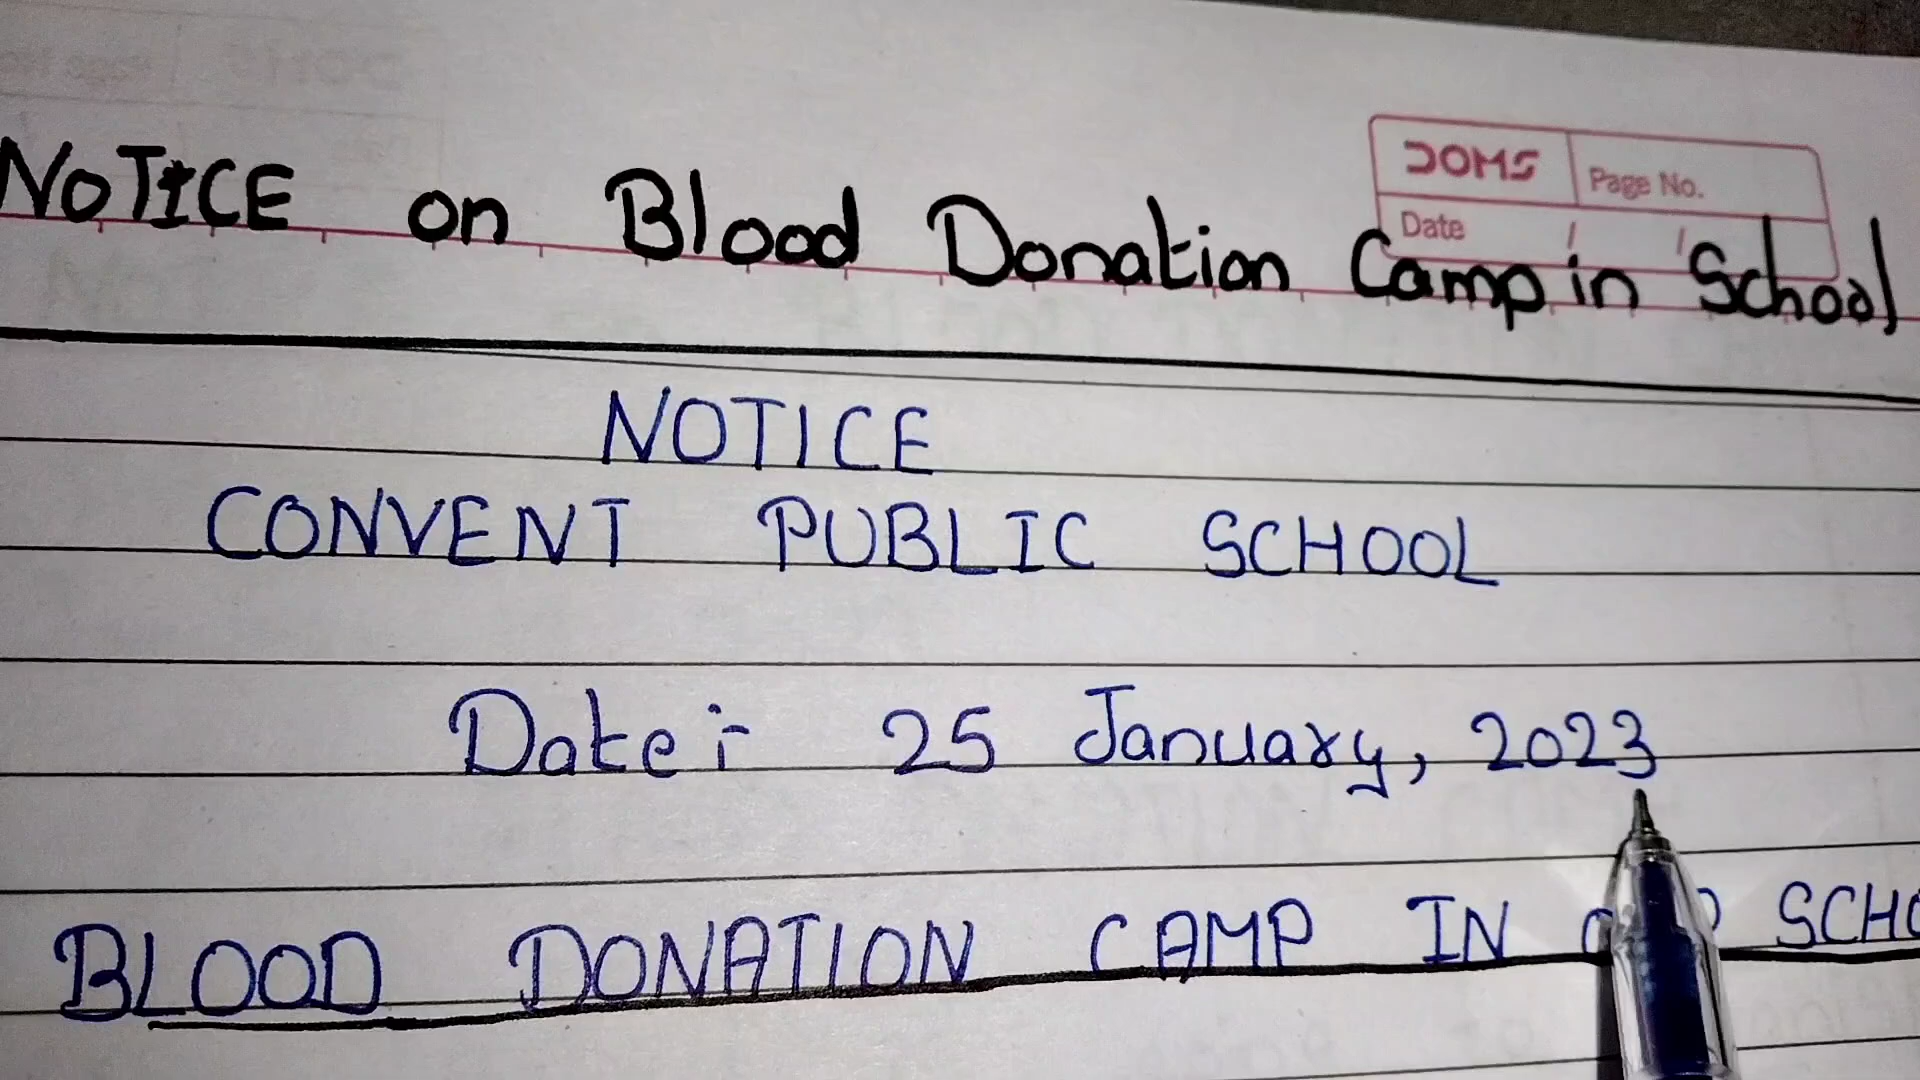 DOMS Page No.
Date / /
NOTICE on Blood Donation Camp in School
NOTICE
CONVENT PUBLIC SCHOOL
Date:- 25 January, 2023
BLOOD DONATION CAMP IN